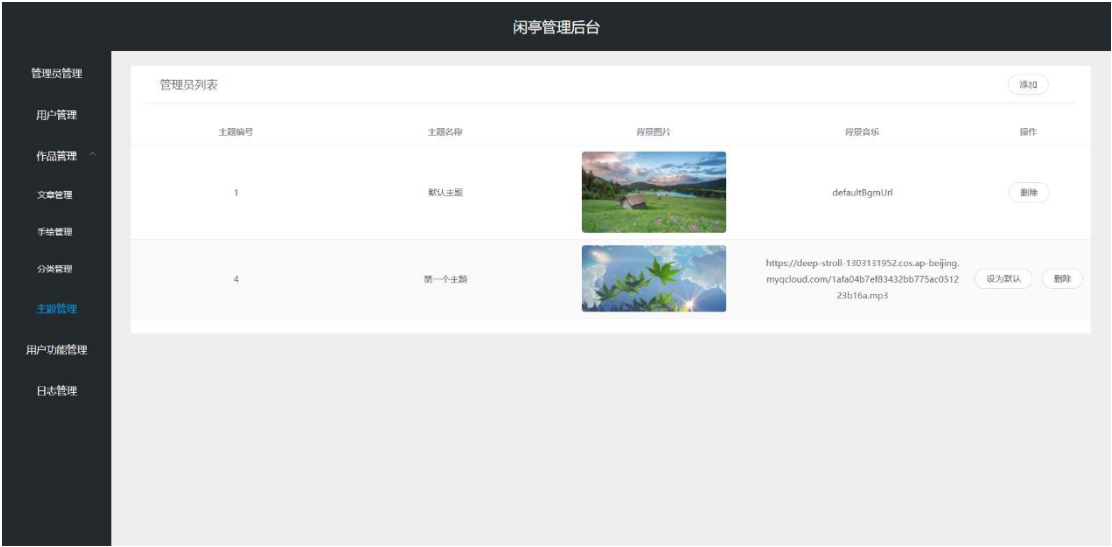 闲亭管理后台
管理员管理
用户管理
作品管理
文章管理
手绘管理
分类管理
主题管理
用户功能管理
日志管理
管理员列表
添加
主题编号 主题名称 背景图片 背景音乐 操作
1 默认主题 defaultBgmUrl 删除
4 第一个主题 https://deep-stroll-1303131952.cos.ap-beijing.
myqcloud.com/1afa04b7ef83432bb775ac0512
23b16a.mp3
设为默认 删除